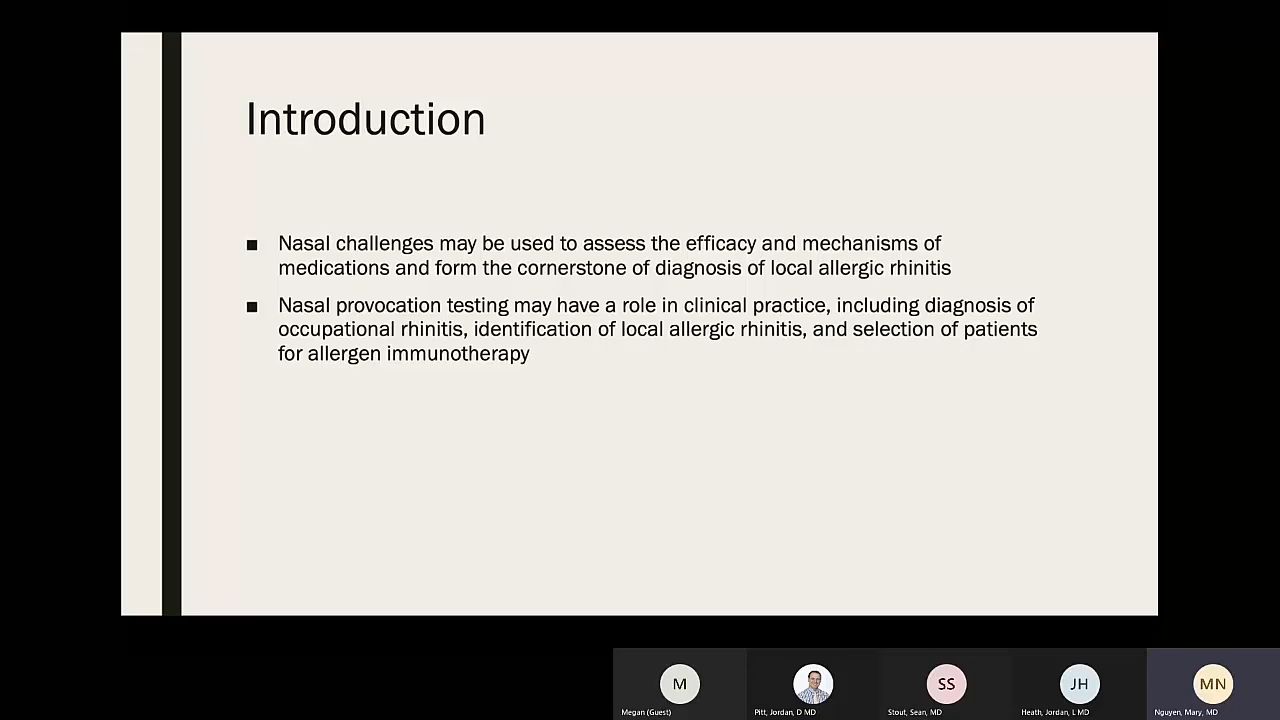 Introduction
■ Nasal challenges may be used to assess the efficacy and mechanisms of
medications and form the cornerstone of diagnosis of local allergic rhinitis
■ Nasal provocation testing may have a role in clinical practice, including diagnosis of
occupational rhinitis, identification of local allergic rhinitis, and selection of patients
for allergen immunotherapy
M
SS
JH
MN
Megan (Guest)
Pitt, Jordan, D MD
Stout, Sean, MD
Heath, Jordan, L MD
Nguyen, Mary, MD